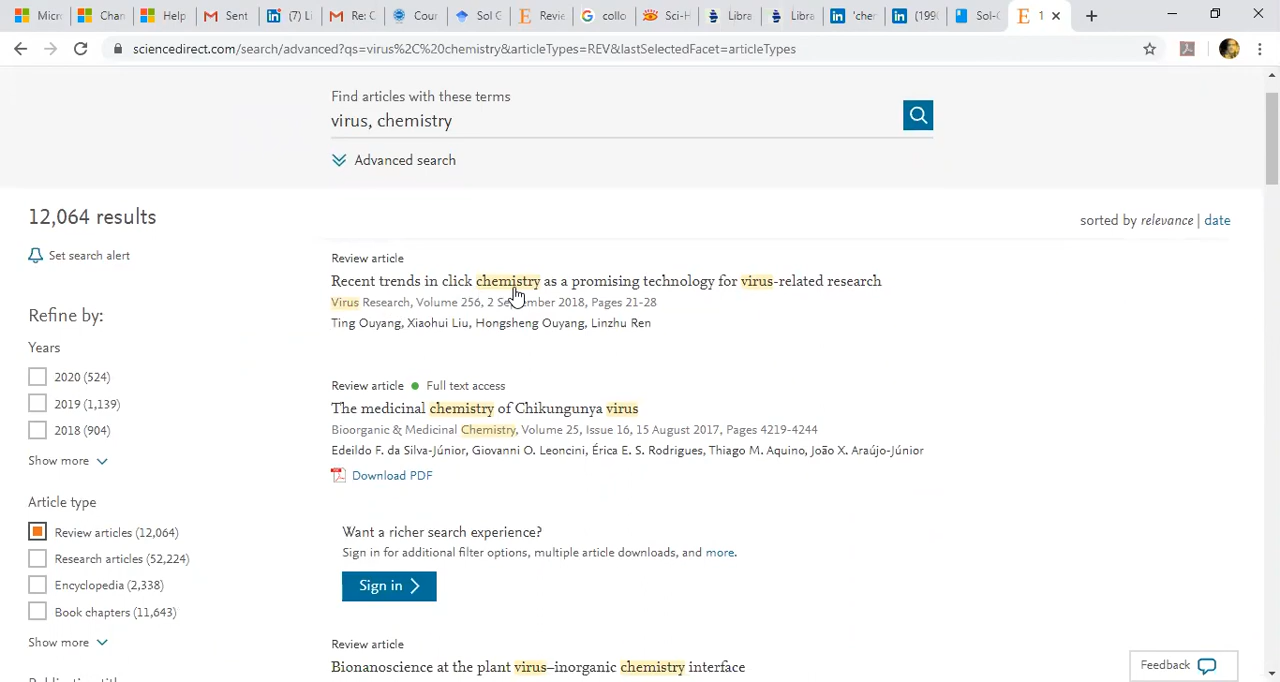 Micr
Chan
Help
Sent
(7) Li
Re: C
Cour
Sol G
Revie
collo
Sci-H
Libra
Libra
'cher
(199(
Sol-G
1
sciencedirect.com/search/advanced?qs=virus%2C%20chemistry&articleTypes=REV&lastSelectedFacet=articleTypes
Find articles with these terms
virus, chemistry
Advanced search
12,064 results
sorted by relevance | date
Set search alert
Review article
Recent trends in click chemistry as a promising technology for virus-related research
Virus Research, Volume 256, 2 September 2018, Pages 21-28
Ting Ouyang, Xiaohui Liu, Hongsheng Ouyang, Linzhu Ren
Refine by:
Years
2020 (524)
2019 (1,139)
2018 (904)
Show more
Review article Full text access
The medicinal chemistry of Chikungunya virus
Bioorganic & Medicinal Chemistry, Volume 25, Issue 16, 15 August 2017, Pages 4219-4244
Edeildo F. da Silva-Júnior, Giovanni O. Leoncini, Érica E. S. Rodrigues, Thiago M. Aquino, João X. Araújo-Júnior
Download PDF
Article type
Review articles (12,064)
Research articles (52,224)
Encyclopedia (2,338)
Book chapters (11,643)
Show more
Want a richer search experience?
Sign in for additional filter options, multiple article downloads, and more.
Sign in
Review article
Bionanoscience at the plant virus–inorganic chemistry interface
Feedback